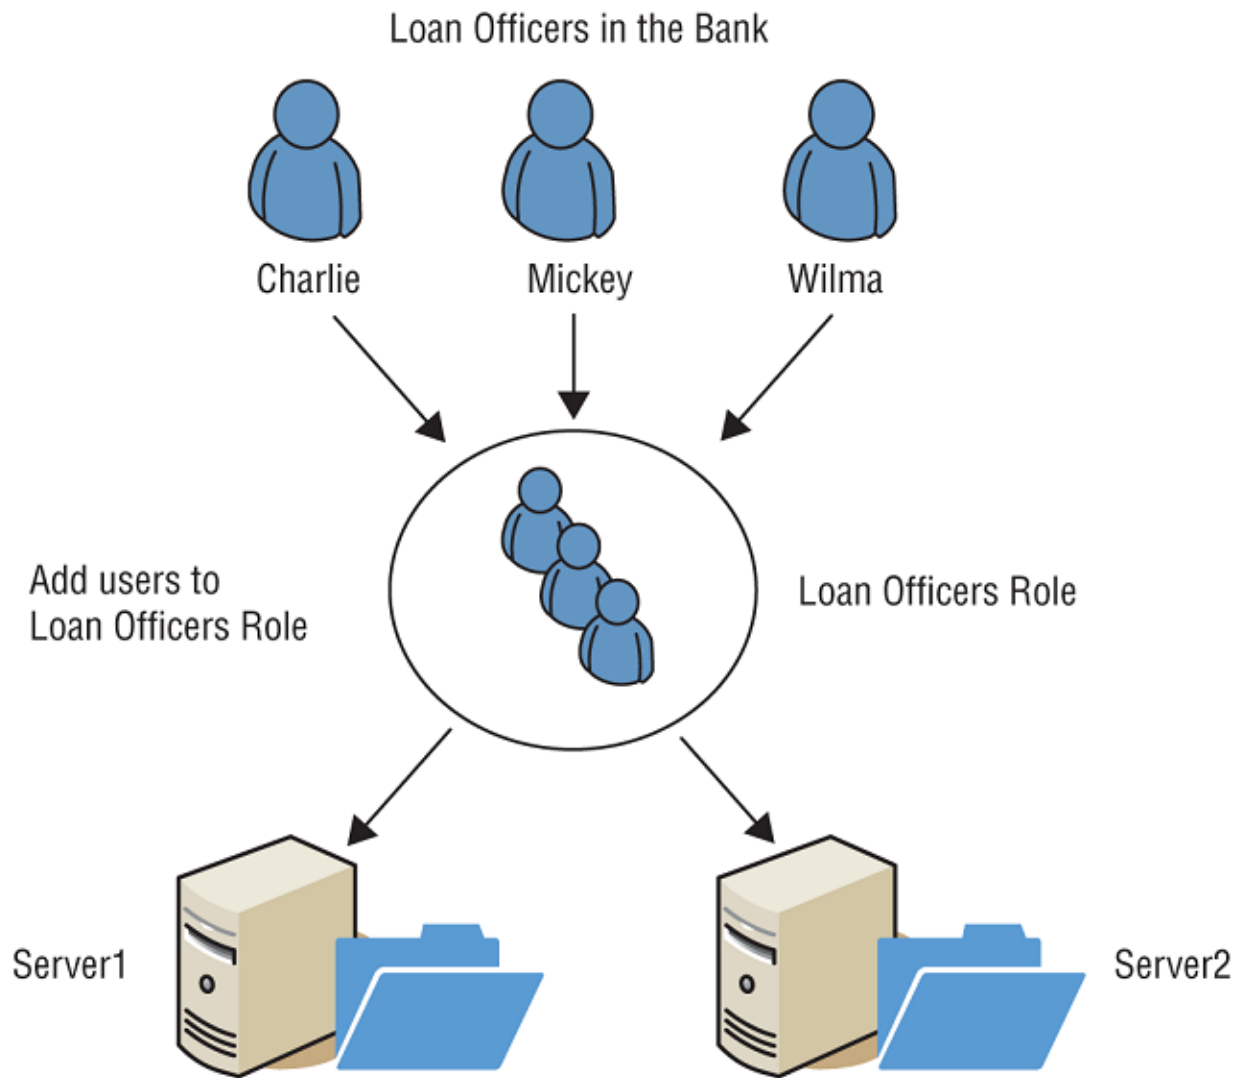 Loan Officers in the Bank
Charlie
Mickey
Wilma
Add users to
Loan Officers Role
Loan Officers Role
Server1
Server2